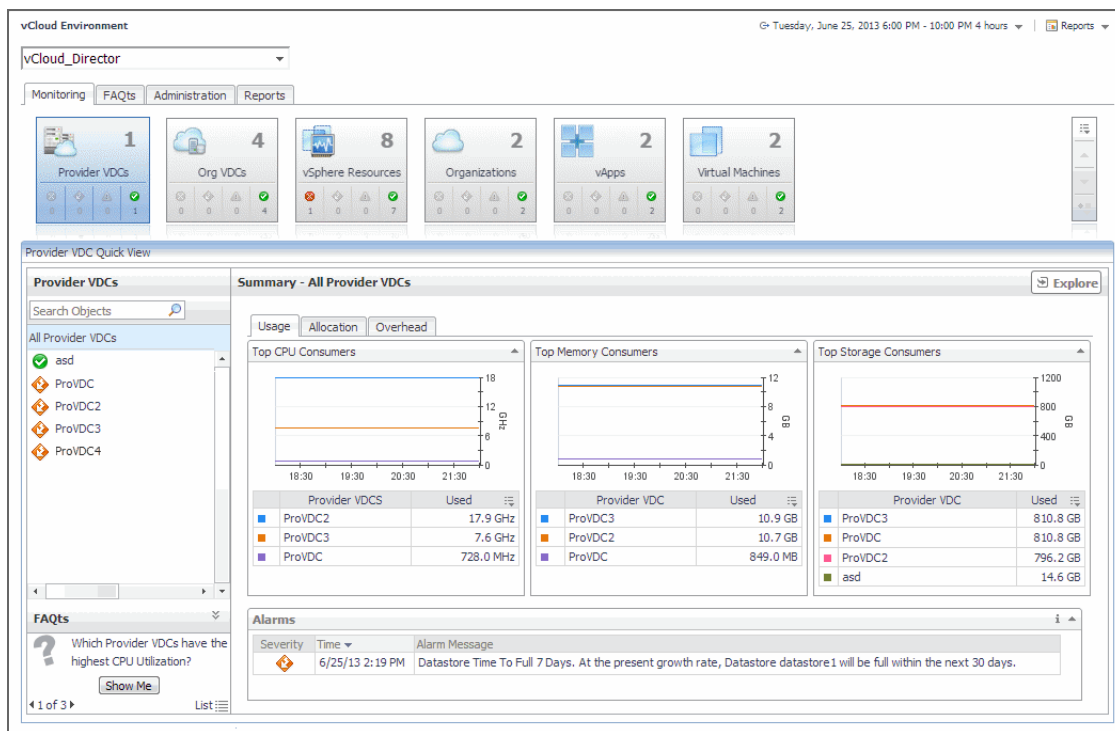 vCloud Environment
Tuesday, June 25, 2013 6:00 PM - 10:00 PM 4 hours
Reports
vCloud_Director
Monitoring FAQts Administration Reports
1 4 8 2 2 2
Provider VDCs Org VDCs vSphere Resources Organizations vApps Virtual Machines
0 0 0 1 0 0 0 4 1 0 0 7 0 0 0 2 0 0 0 2 0 0 0 2
Provider VDC Quick View
Provider VDCs
Search Objects
All Provider VDCs
asd
ProVDC
ProVDC2
ProVDC3
ProVDC4
FAQts
?
Which Provider VDCs have the
highest CPU Utilization?
Show Me
1 of 3
List
Summary - All Provider VDCs
Explore
Usage Allocation Overhead
Top CPU Consumers
18
12
6
0
GHz
18:30 19:30 20:30 21:30
Provider VDCS Used
ProVDC2 17.9 GHz
ProVDC3 7.6 GHz
ProVDC 728.0 MHz
Top Memory Consumers
12
8
4
0
GB
18:30 19:30 20:30 21:30
Provider VDC Used
ProVDC3 10.9 GB
ProVDC2 10.7 GB
ProVDC 849.0 MB
Top Storage Consumers
1200
800
400
0
GB
18:30 19:30 20:30 21:30
Provider VDC Used
ProVDC3 810.8 GB
ProVDC 810.8 GB
ProVDC2 796.2 GB
asd 14.6 GB
Alarms
i
Severity Time Alarm Message
6/25/13 2:19 PM Datastore Time To Full 7 Days. At the present growth rate, Datastore datastore1 will be full within the next 30 days.